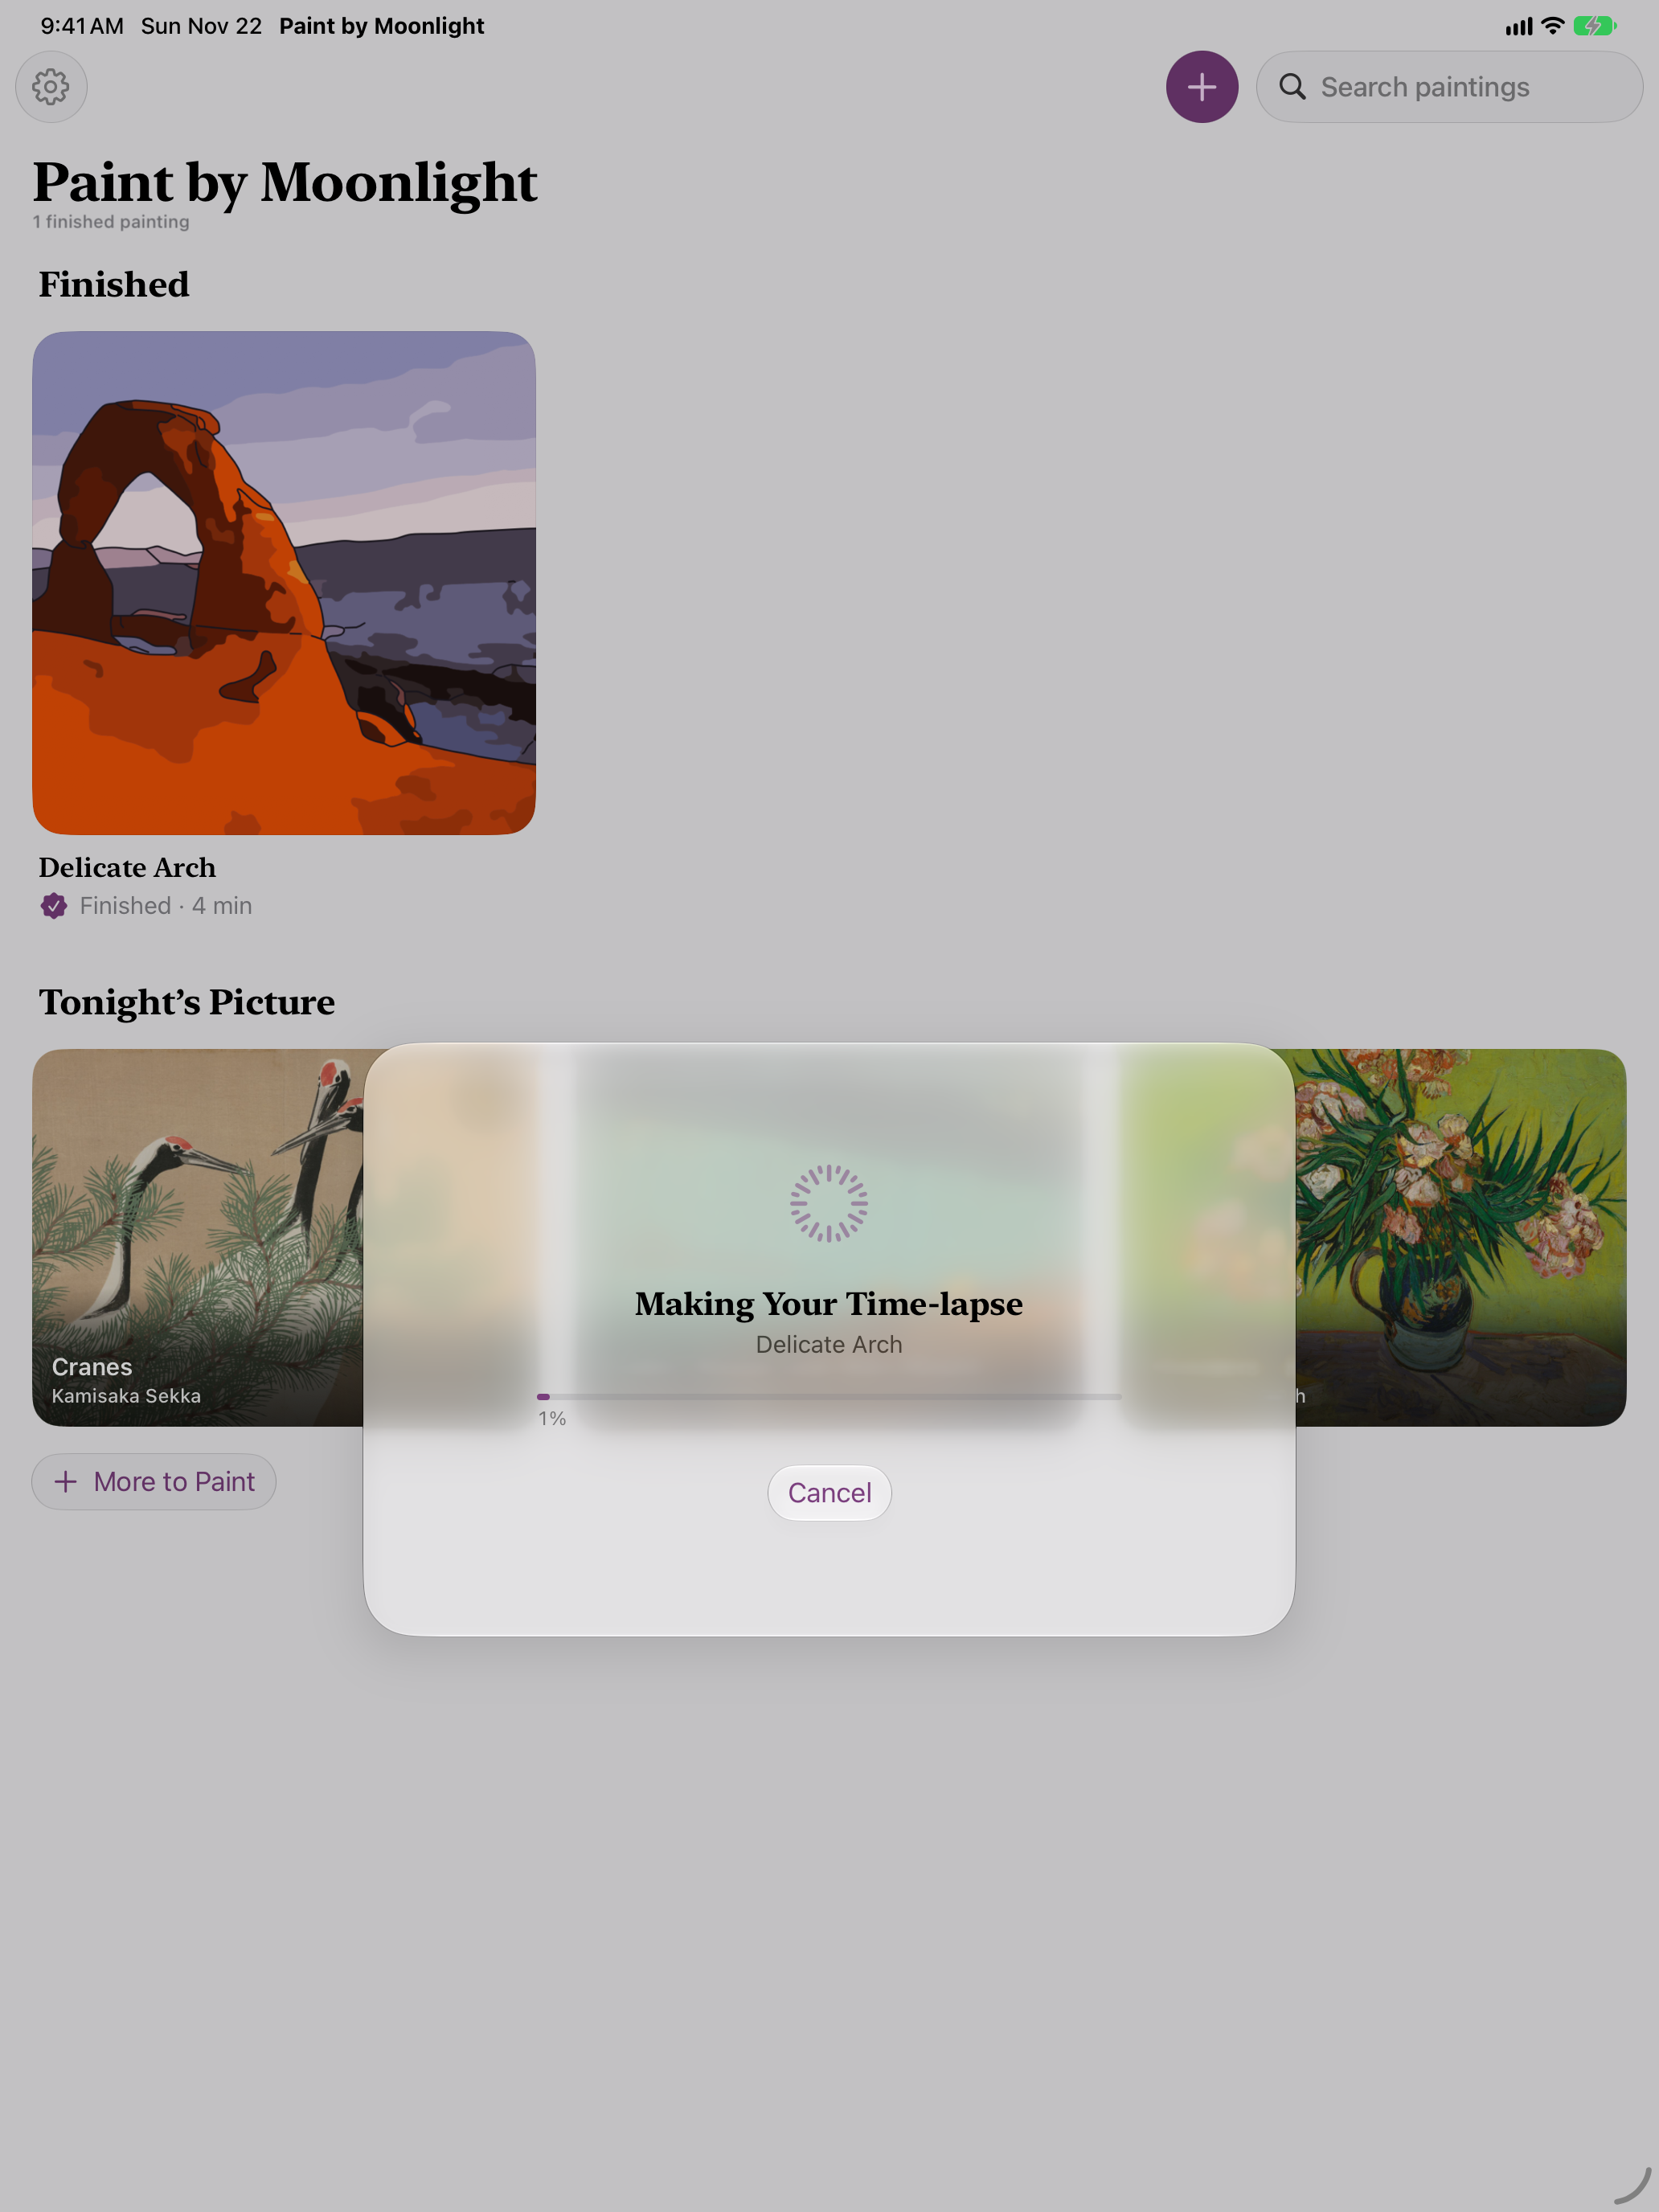 9:41 AM Sun Nov 22 Paint by Moonlight
Search paintings
Paint by Moonlight
1 finished painting
Finished
Delicate Arch
Finished · 4 min
Tonight’s Picture
Making Your Time-lapse
Delicate Arch
Cranes
Kamisaka Sekka
h
1%
More to Paint
Cancel